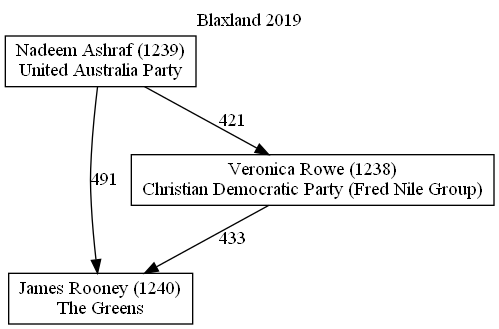 Blaxland 2019
Nadeem Ashraf (1239)
United Australia Party
421
Veronica Rowe (1238)
Christian Democratic Party (Fred Nile Group)
491
433
James Rooney (1240)
The Greens